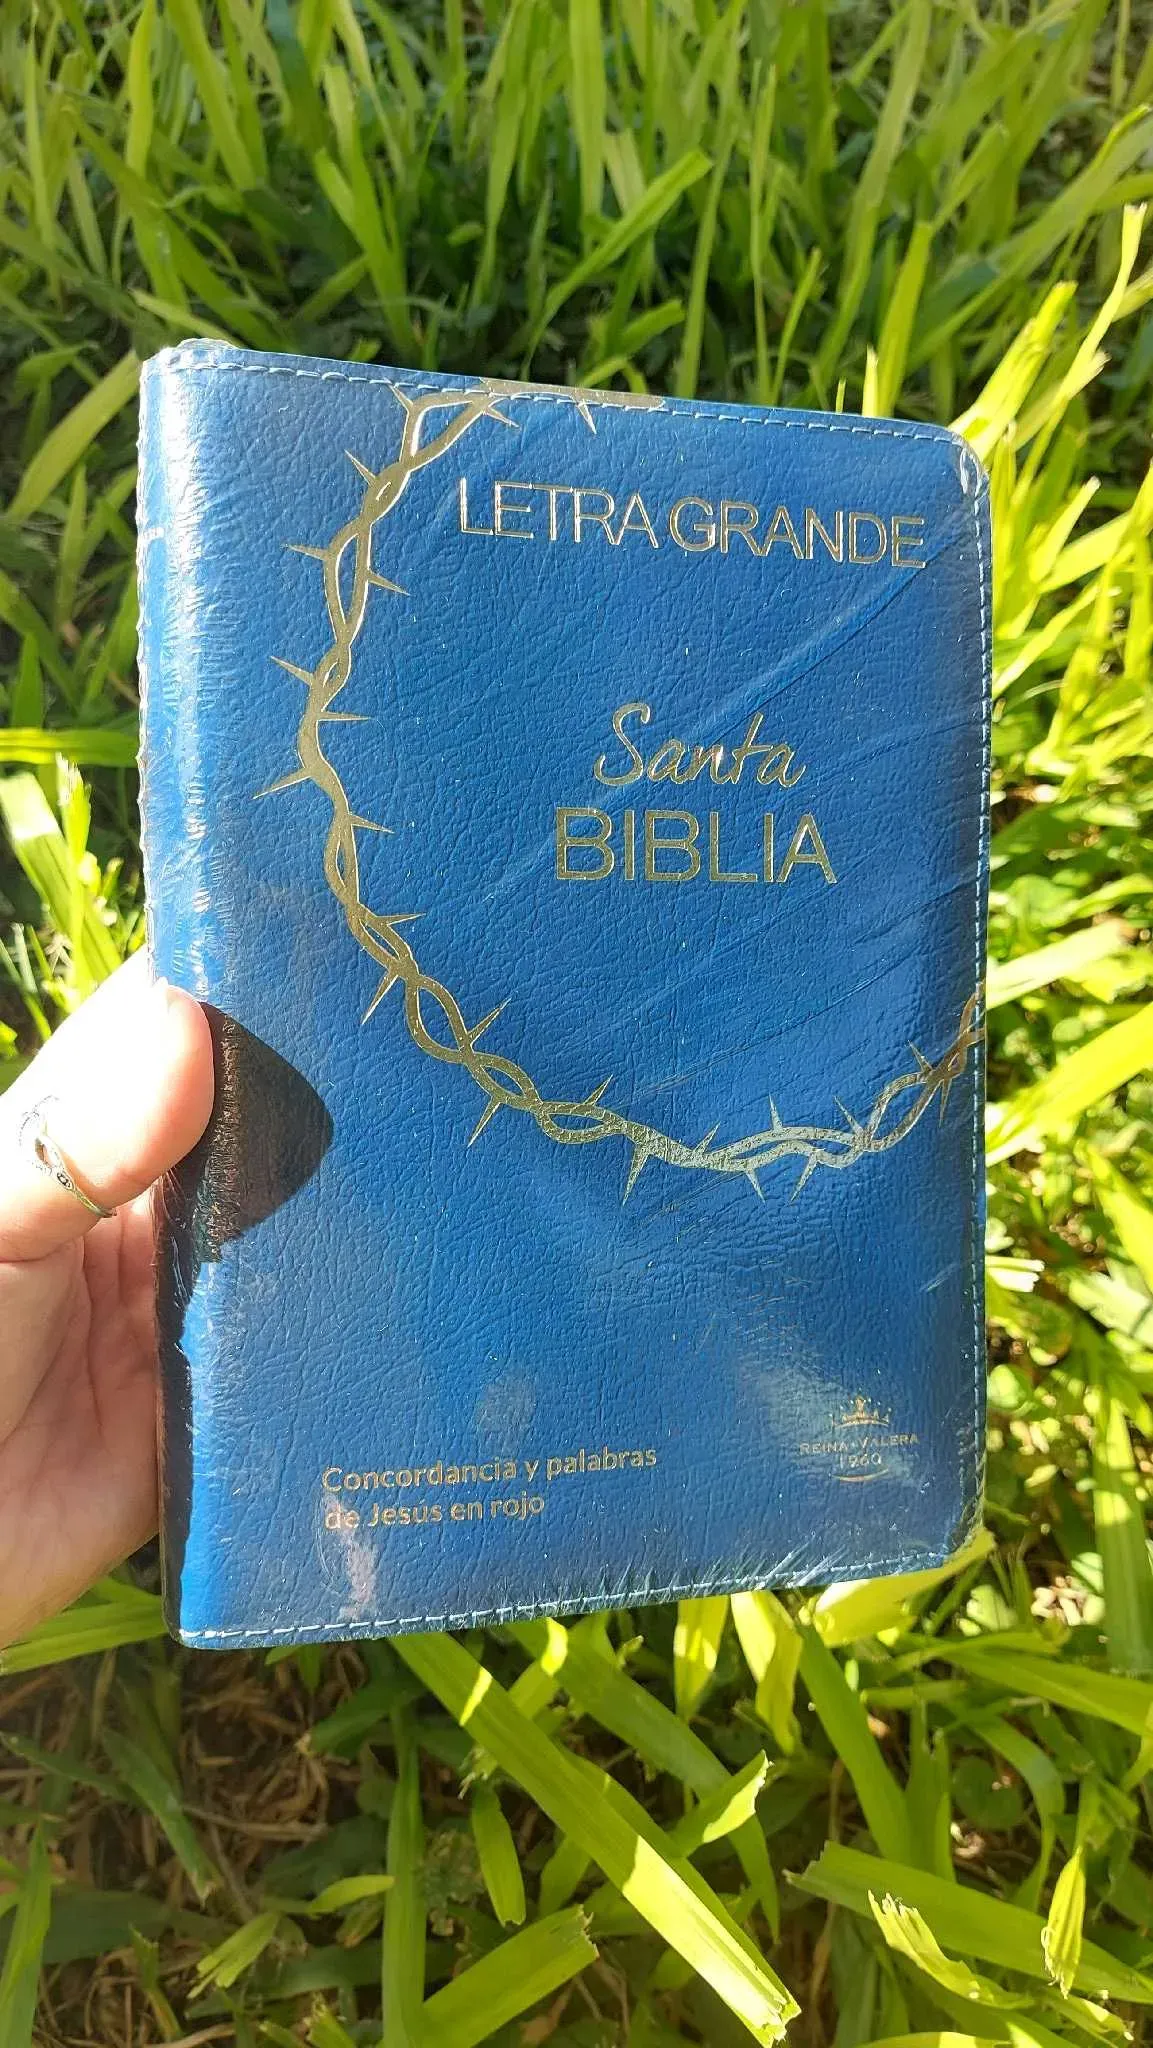 LETRA GRANDE
Santa
BIBLIA
Concordancia y palabras
de Jesús en rojo
REINA-VALERA
1960